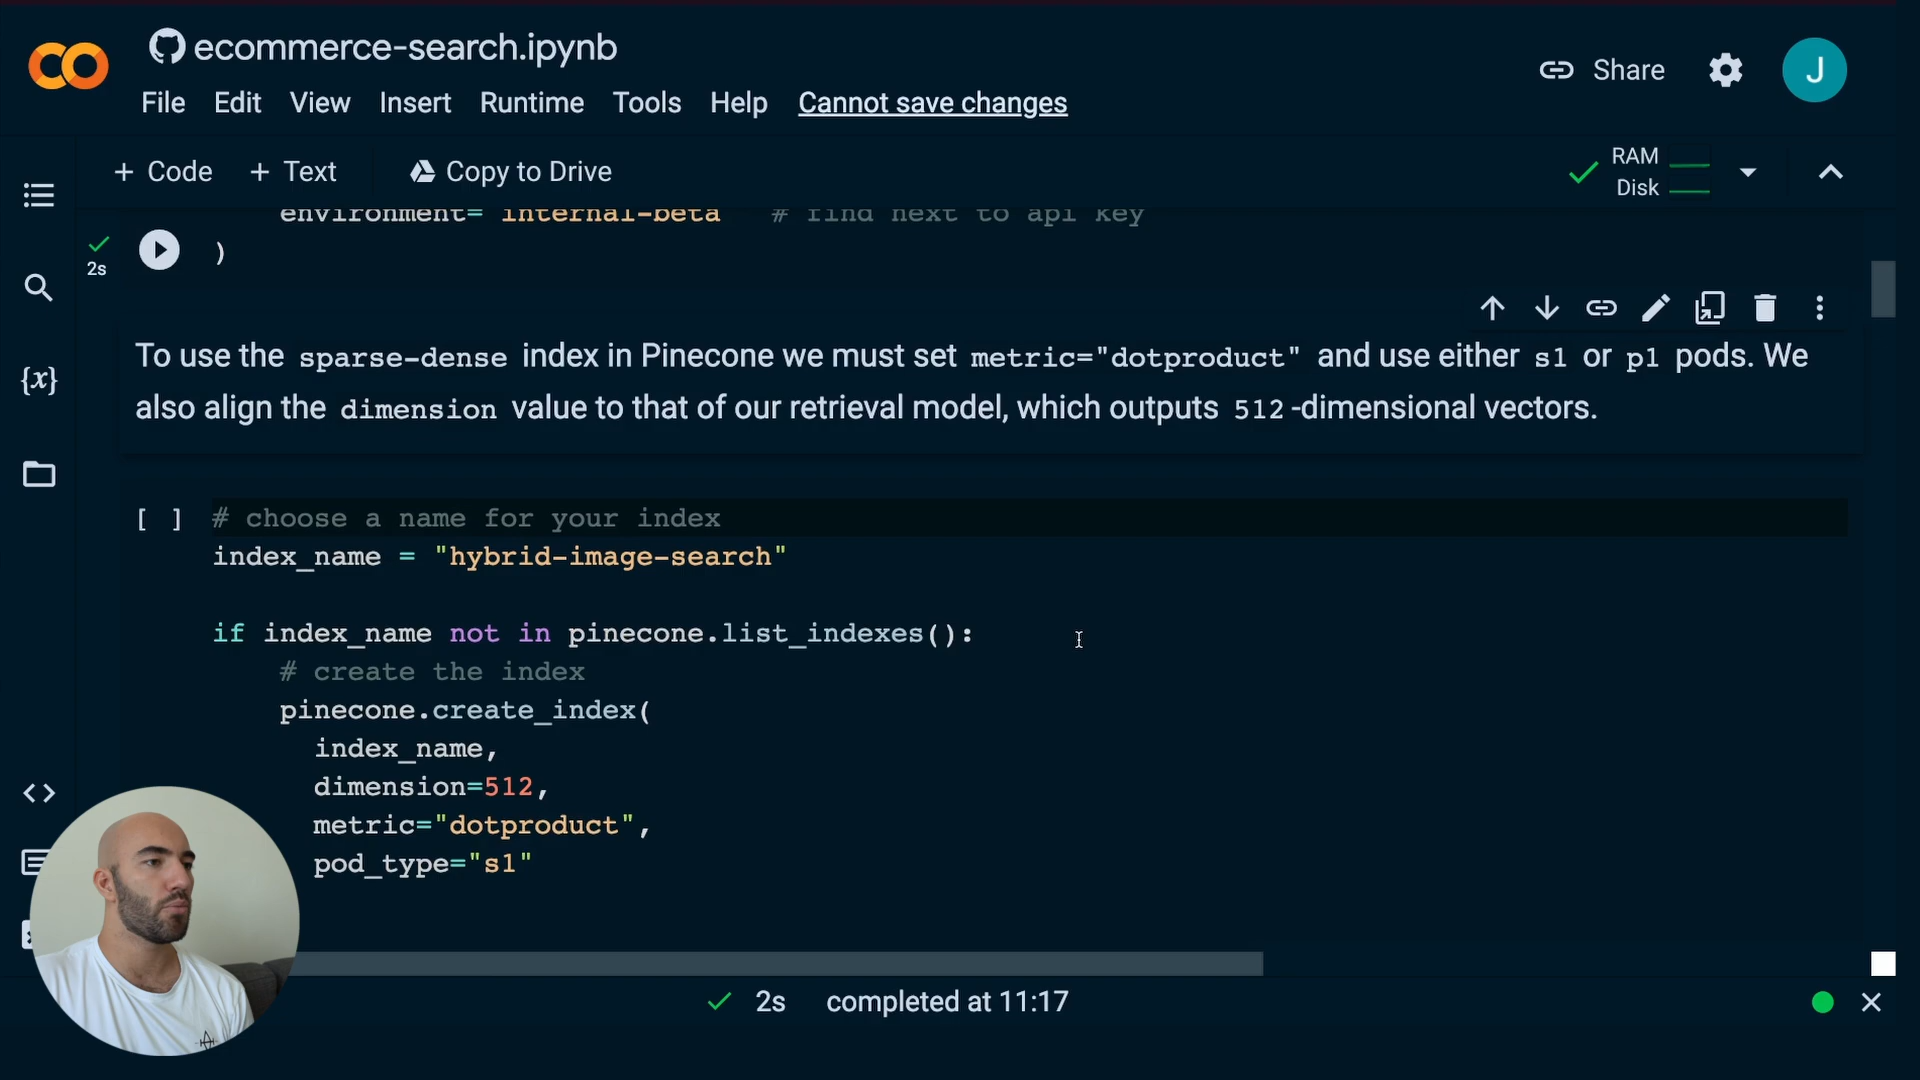 ecommerce-search.ipynb
File Edit View Insert Runtime Tools Help Cannot save changes
Share
J
+ Code + Text Copy to Drive
RAM
Disk
environment="internal-beta" # find next to api key
)
2s
To use the sparse-dense index in Pinecone we must set metric="dotproduct" and use either s1 or p1 pods. We
also align the dimension value to that of our retrieval model, which outputs 512-dimensional vectors.
[ ] # choose a name for your index
index_name = "hybrid-image-search"
if index_name not in pinecone.list_indexes():
# create the index
pinecone.create_index(
index_name,
dimension=512,
metric="dotproduct",
pod_type="s1"
{x}
<>
2s completed at 11:17